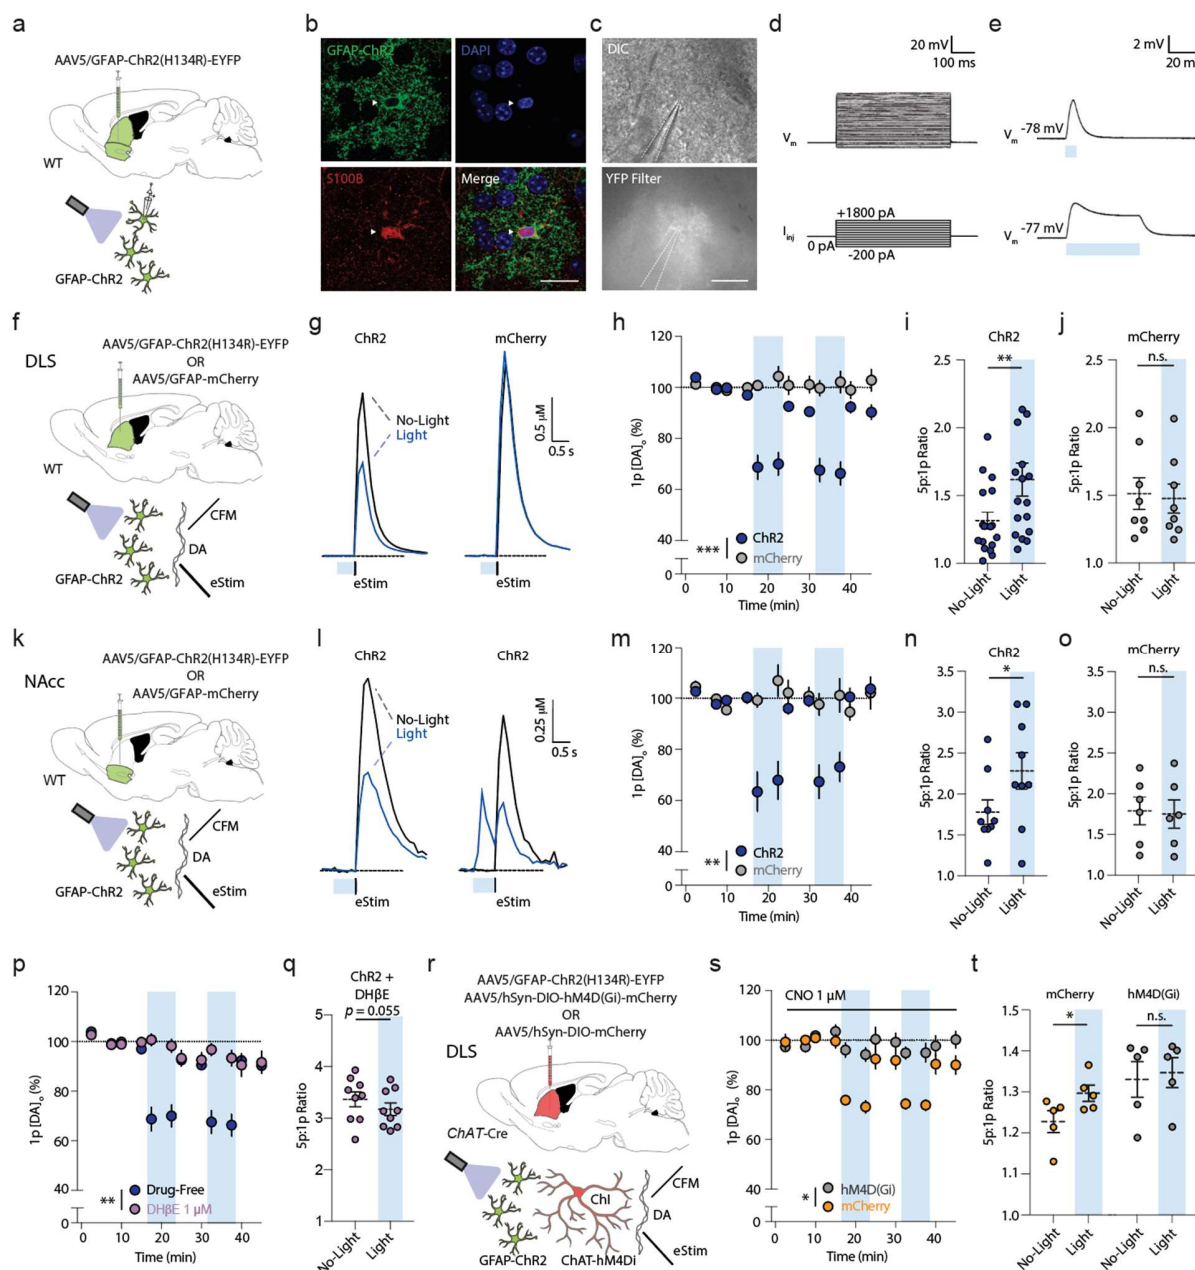 a
AAV5/GFAP-ChR2(H134R)-EYFP
WT
GFAP-ChR2
b
GFAP-ChR2
DAPI
S100B
Merge
c
DIC
YFP Filter
d
20 mV
100 ms
Vm
Iinj
+1800 pA
0 pA
-200 pA
e
2 mV
20 m
Vm
-78 mV
Vm
-77 mV
f
DLS
AAV5/GFAP-ChR2(H134R)-EYFP
OR
AAV5/GFAP-mCherry
WT
CFM
DA
GFAP-ChR2
eStim
g
ChR2
mCherry
No-Light
Light
0.5 μM
0.5 s
eStim
eStim
h
1p [DA]o (%)
120
100
80
60
40
0
***
ChR2
mCherry
0 10 20 30 40
Time (min)
i
ChR2
**
5p:1p Ratio
2.5
2.0
1.5
1.0
No-Light
Light
j
mCherry
n.s.
5p:1p Ratio
2.5
2.0
1.5
1.0
No-Light
Light
k
NAcc
AAV5/GFAP-ChR2(H134R)-EYFP
OR
AAV5/GFAP-mCherry
WT
CFM
DA
GFAP-ChR2
eStim
l
ChR2
ChR2
No-Light
Light
0.25 μM
0.5 s
eStim
eStim
m
1p [DA]o (%)
120
100
80
60
40
0
**
ChR2
mCherry
0 10 20 30 40
Time (min)
n
ChR2
*
5p:1p Ratio
3.5
3.0
2.5
2.0
1.5
1.0
No-Light
Light
o
mCherry
n.s.
5p:1p Ratio
3.5
3.0
2.5
2.0
1.5
1.0
No-Light
Light
p
1p [DA]o (%)
120
100
80
60
40
0
**
Drug-Free
DHβE 1 μM
0 10 20 30 40
Time (min)
q
ChR2 +
DHβE
p = 0.055
5p:1p Ratio
5
4
3
2
1
No-Light
Light
r
AAV5/GFAP-ChR2(H134R)-EYFP
AAV5/hSyn-DIO-hM4D(Gi)-mCherry
OR
AAV5/hSyn-DIO-mCherry
DLS
ChAT-Cre
ChI
CFM
DA
eStim
GFAP-ChR2
ChAT-hM4Di
s
CNO 1 μM
1p [DA]o (%)
120
100
80
60
40
0
*
hM4D(Gi)
mCherry
0 10 20 30 40
Time (min)
t
mCherry
hM4D(Gi)
*
n.s.
5p:1p Ratio
1.5
1.4
1.3
1.2
1.1
No-Light
Light
No-Light
Light